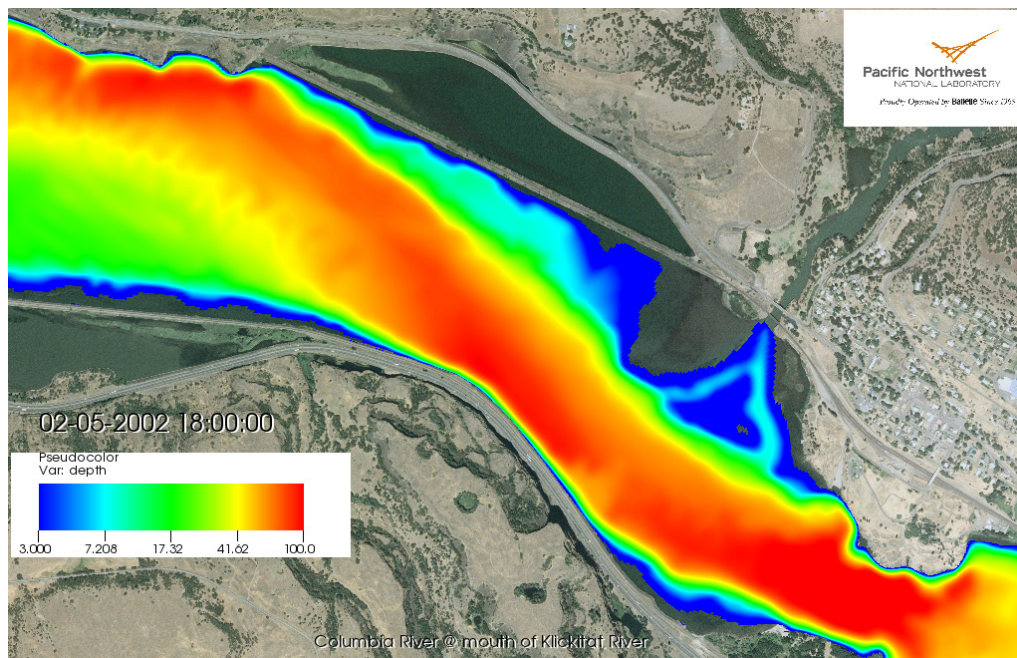 Pacific Northwest
NATIONAL LABORATORY
Proudly Operated by Battelle Since 1965
02-05-2002 18:00:00
Pseudocolor
Var: depth
3.000 7.208 17.32 41.62 100.0
Columbia River @ mouth of Klickitat River